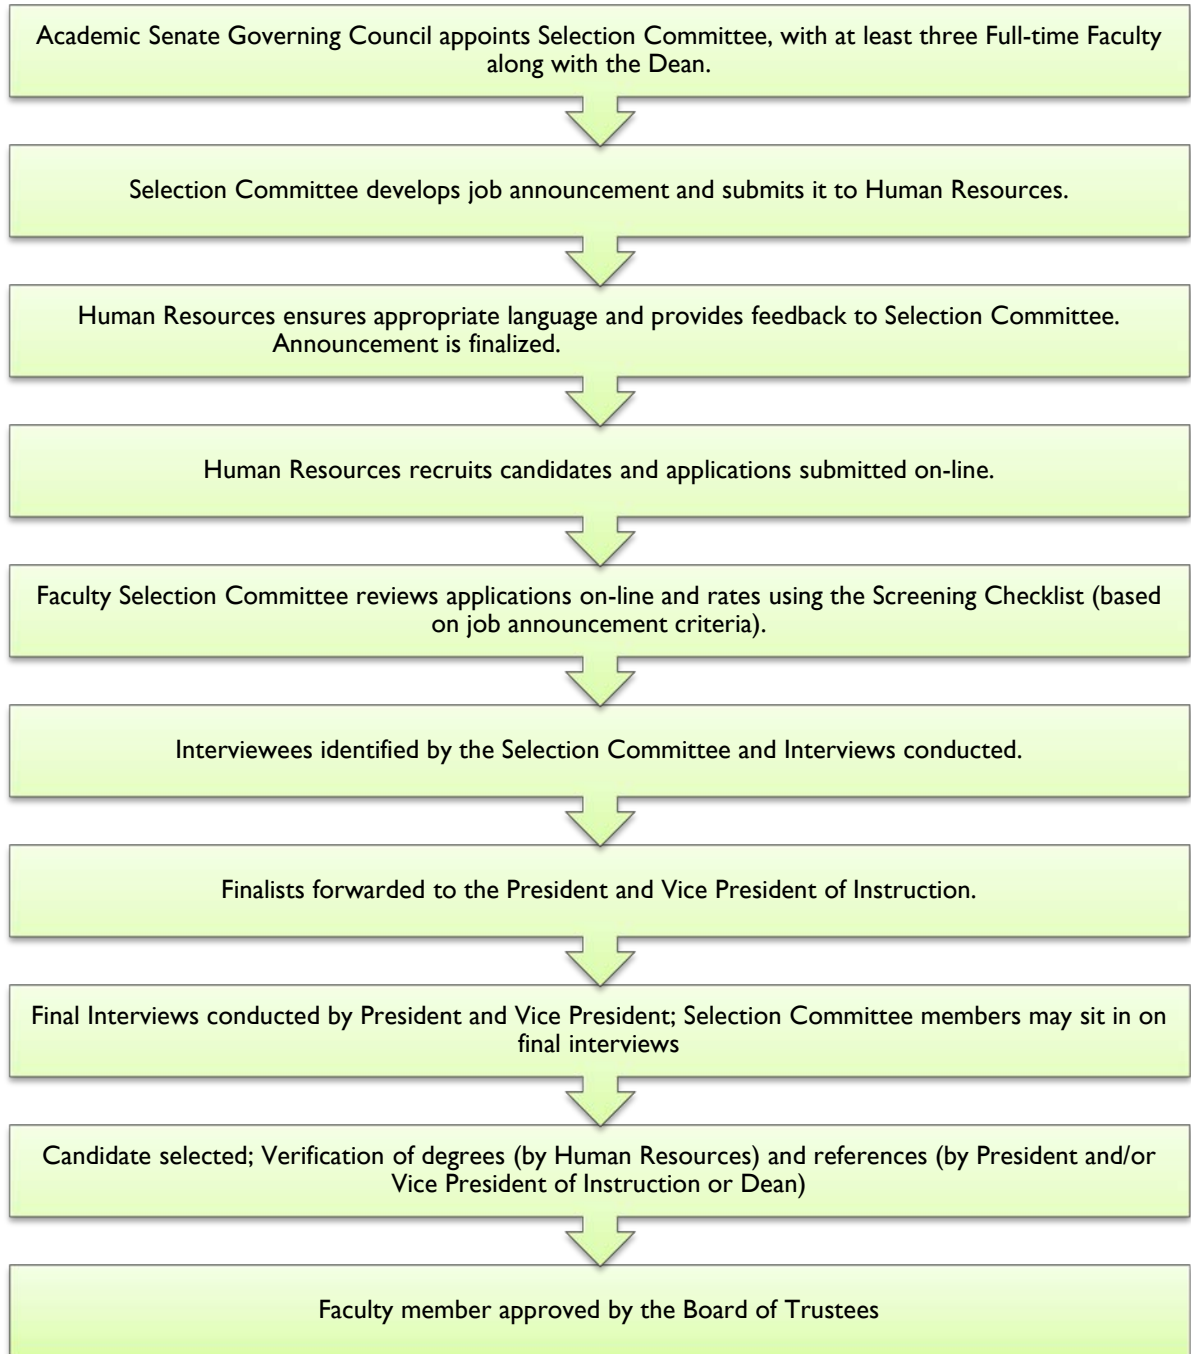 Academic Senate Governing Council appoints Selection Committee, with at least three Full-time Faculty
along with the Dean.
Selection Committee develops job announcement and submits it to Human Resources.
Human Resources ensures appropriate language and provides feedback to Selection Committee.
Announcement is finalized.
Human Resources recruits candidates and applications submitted on-line.
Faculty Selection Committee reviews applications on-line and rates using the Screening Checklist (based
on job announcement criteria).
Interviewees identified by the Selection Committee and Interviews conducted.
Finalists forwarded to the President and Vice President of Instruction.
Final Interviews conducted by President and Vice President; Selection Committee members may sit in on
final interviews
Candidate selected; Verification of degrees (by Human Resources) and references (by President and/or
Vice President of Instruction or Dean)
Faculty member approved by the Board of Trustees